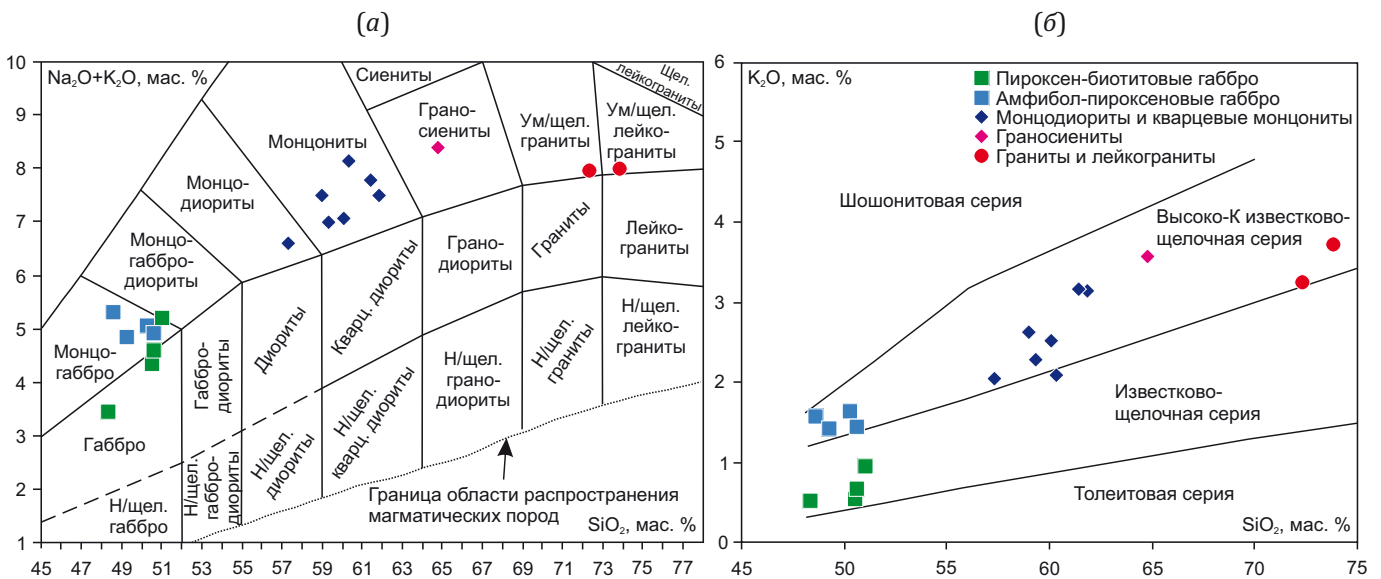 (а)
Na₂O+K₂O, мас. %
10
9
8
7
6
5
4
3
2
1
Сиениты
Щел.
лейкограниты
Грано-
сиениты
Ум/щел.
граниты
Ум/щел.
лейко-
граниты
Монцониты
Монцо-
диориты
Монцо-
габбро-
диориты
Монцо-
габбро
Габбро
Н/щел.
габбро
Габбро-
диориты
Н/щел.
габбро-
диориты
Диориты
Н/щел.
диориты
Кварц. диориты
Н/щел.
кварц. диориты
Грано-
диориты
Н/щел.
грано-
диориты
Граниты
Н/щел.
граниты
Лейко-
граниты
Н/щел.
лейко-
граниты
Граница области распространения
магматических пород
SiO₂, мас. %
45 47 49 51 53 55 57 59 61 63 65 67 69 71 73 75 77
(б)
K₂O, мас. %
6
5
4
3
2
1
0
Пироксен-биотитовые габбро
Амфибол-пироксеновые габбро
Монцодиориты и кварцевые монцониты
Граносиениты
Граниты и лейкограниты
Шошонитовая серия
Высоко-К известково-
щелочная серия
Известково-
щелочная серия
Толеитовая серия
SiO₂, мас. %
45 50 55 60 65 70 75